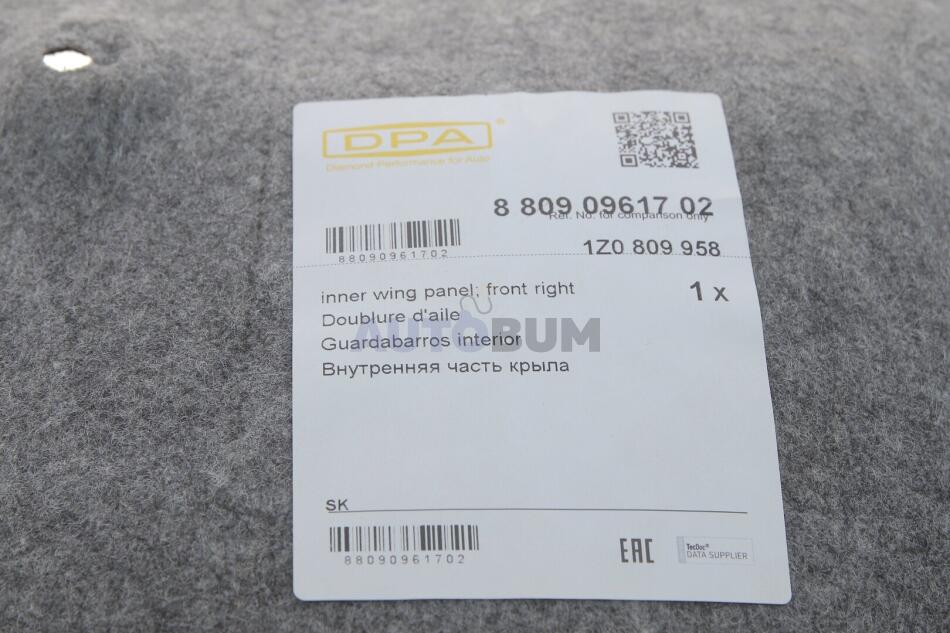 DPA®
Diamond Performance for Auto
8 809 09617 02
Ref. No. for comparison only
88090961702
1Z0 809 958
inner wing panel; front right
1 x
Doublure d'aile
AUTOBUM
Guardabarros interior
Внутренняя часть крыла
SK
88090961702
EAC
TecDoc®
DATA SUPPLIER